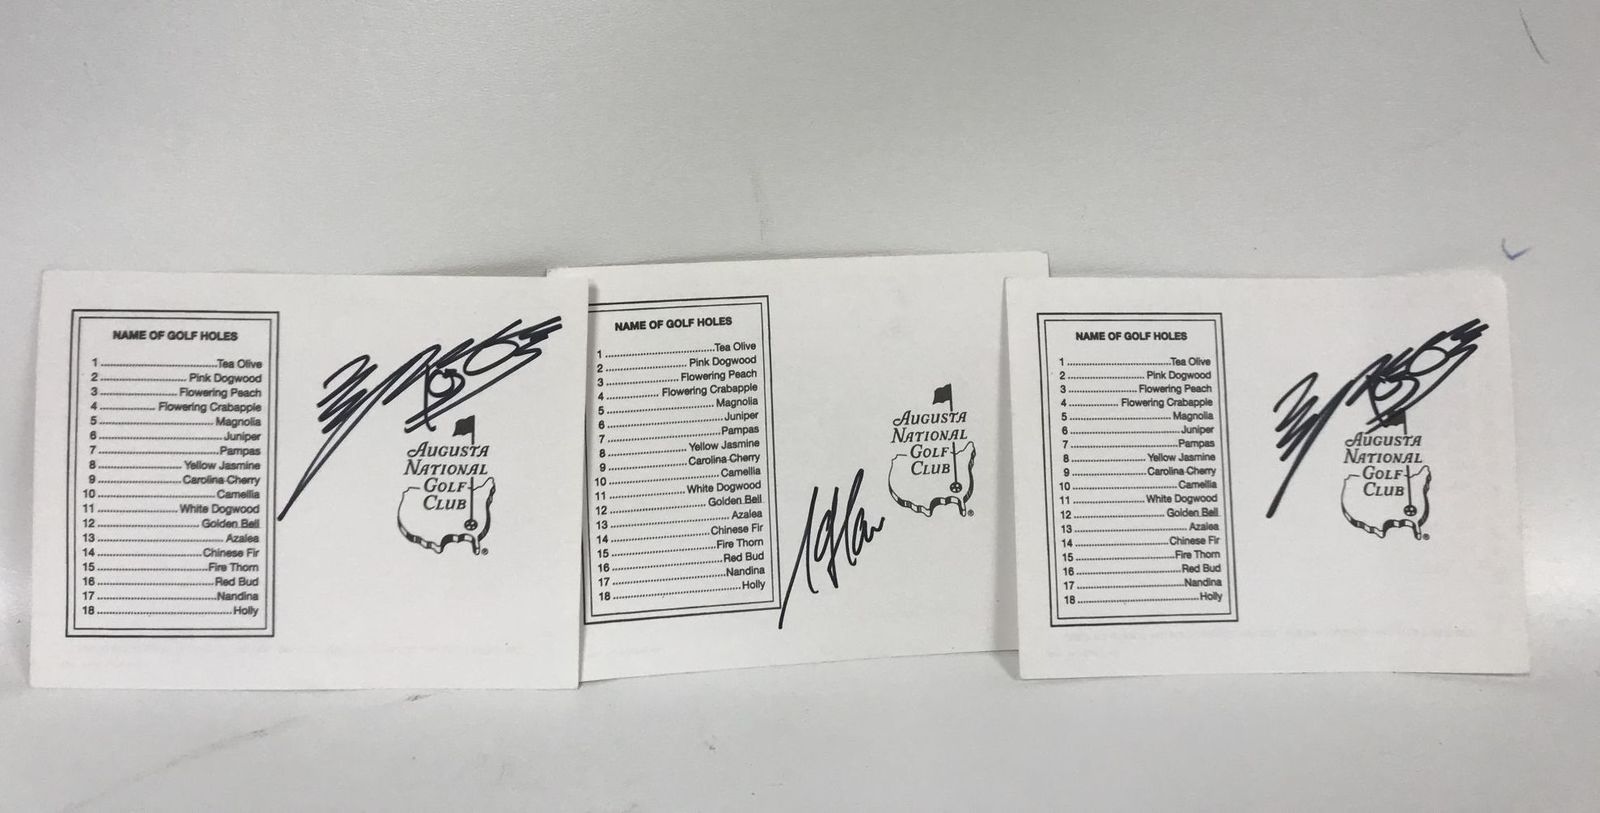 NAME OF GOLF HOLES
1 Tea Olive
2 Pink Dogwood
3 Flowering Peach
4 Flowering Crabapple
5 Magnolia
6 Juniper
7 Pampas
8 Yellow Jasmine
9 Carolina Cherry
10 Camellia
11 White Dogwood
12 Golden Bell
13 Azalea
14 Chinese Fir
15 Fire Thorn
16 Red Bud
17 Nandina
18 Holly
AUGUSTA
NATIONAL
GOLF
CLUB
®
NAME OF GOLF HOLES
1 Tea Olive
2 Pink Dogwood
3 Flowering Peach
4 Flowering Crabapple
5 Magnolia
6 Juniper
7 Pampas
8 Yellow Jasmine
9 Carolina Cherry
10 Camellia
11 White Dogwood
12 Golden Bell
13 Azalea
14 Chinese Fir
15 Fire Thorn
16 Red Bud
17 Nandina
18 Holly
AUGUSTA
NATIONAL
GOLF
CLUB
®
NAME OF GOLF HOLES
1 Tea Olive
2 Pink Dogwood
3 Flowering Peach
4 Flowering Crabapple
5 Magnolia
6 Juniper
7 Pampas
8 Yellow Jasmine
9 Carolina Cherry
10 Camellia
11 White Dogwood
12 Golden Bell
13 Azalea
14 Chinese Fir
15 Fire Thorn
16 Red Bud
17 Nandina
18 Holly
AUGUSTA
NATIONAL
GOLF
CLUB
®